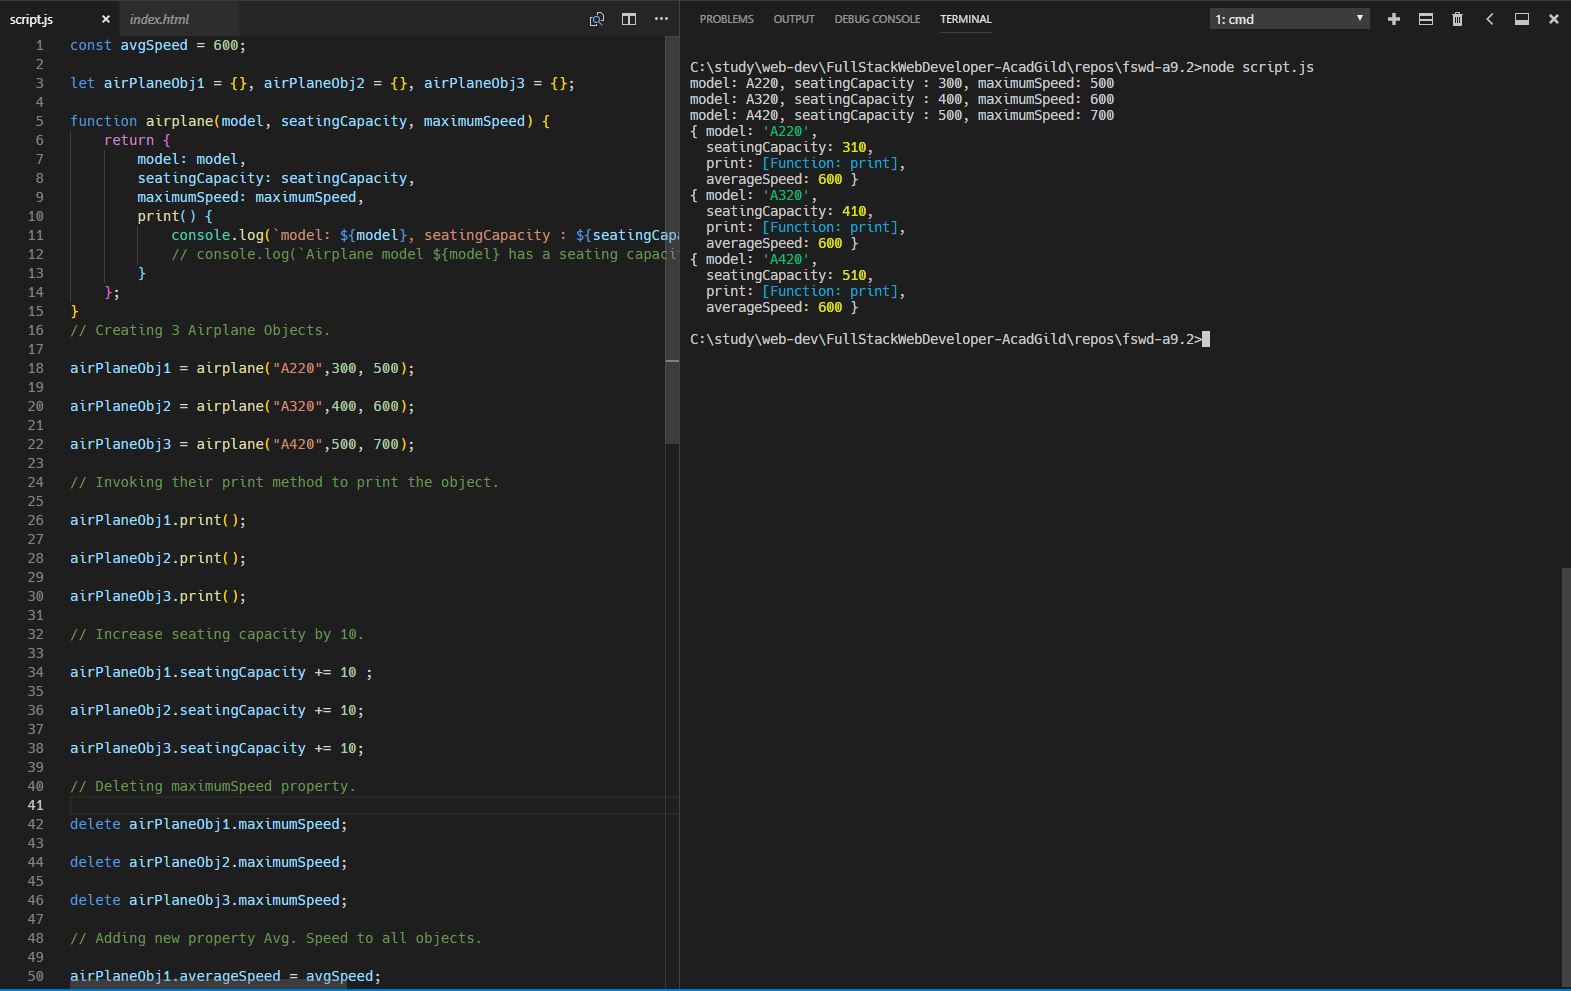 script.js × index.html
1 const avgSpeed = 600;
2
3 let airPlaneObj1 = {}, airPlaneObj2 = {}, airPlaneObj3 = {};
4
5 function airplane(model, seatingCapacity, maximumSpeed) {
6 return {
7 model: model,
8 seatingCapacity: seatingCapacity,
9 maximumSpeed: maximumSpeed,
10 print() {
11 console.log(`model: ${model}, seatingCapacity : ${seatingCapa
12 // console.log(`Airplane model ${model} has a seating capaci
13 }
14 };
15 }
16 // Creating 3 Airplane Objects.
17
18 airPlaneObj1 = airplane("A220",300, 500);
19
20 airPlaneObj2 = airplane("A320",400, 600);
21
22 airPlaneObj3 = airplane("A420",500, 700);
23
24 // Invoking their print method to print the object.
25
26 airPlaneObj1.print();
27
28 airPlaneObj2.print();
29
30 airPlaneObj3.print();
31
32 // Increase seating capacity by 10.
33
34 airPlaneObj1.seatingCapacity += 10 ;
35
36 airPlaneObj2.seatingCapacity += 10;
37
38 airPlaneObj3.seatingCapacity += 10;
39
40 // Deleting maximumSpeed property.
41
42 delete airPlaneObj1.maximumSpeed;
43
44 delete airPlaneObj2.maximumSpeed;
45
46 delete airPlaneObj3.maximumSpeed;
47
48 // Adding new property Avg. Speed to all objects.
49
50 airPlaneObj1.averageSpeed = avgSpeed;
PROBLEMS OUTPUT DEBUG CONSOLE TERMINAL 1: cmd
C:\study\web-dev\FullStackWebDeveloper-AcadGild\repos\fswd-a9.2>node script.js
model: A220, seatingCapacity : 300, maximumSpeed: 500
model: A320, seatingCapacity : 400, maximumSpeed: 600
model: A420, seatingCapacity : 500, maximumSpeed: 700
{ model: 'A220',
seatingCapacity: 310,
print: [Function: print],
averageSpeed: 600 }
{ model: 'A320',
seatingCapacity: 410,
print: [Function: print],
averageSpeed: 600 }
{ model: 'A420',
seatingCapacity: 510,
print: [Function: print],
averageSpeed: 600 }
C:\study\web-dev\FullStackWebDeveloper-AcadGild\repos\fswd-a9.2>